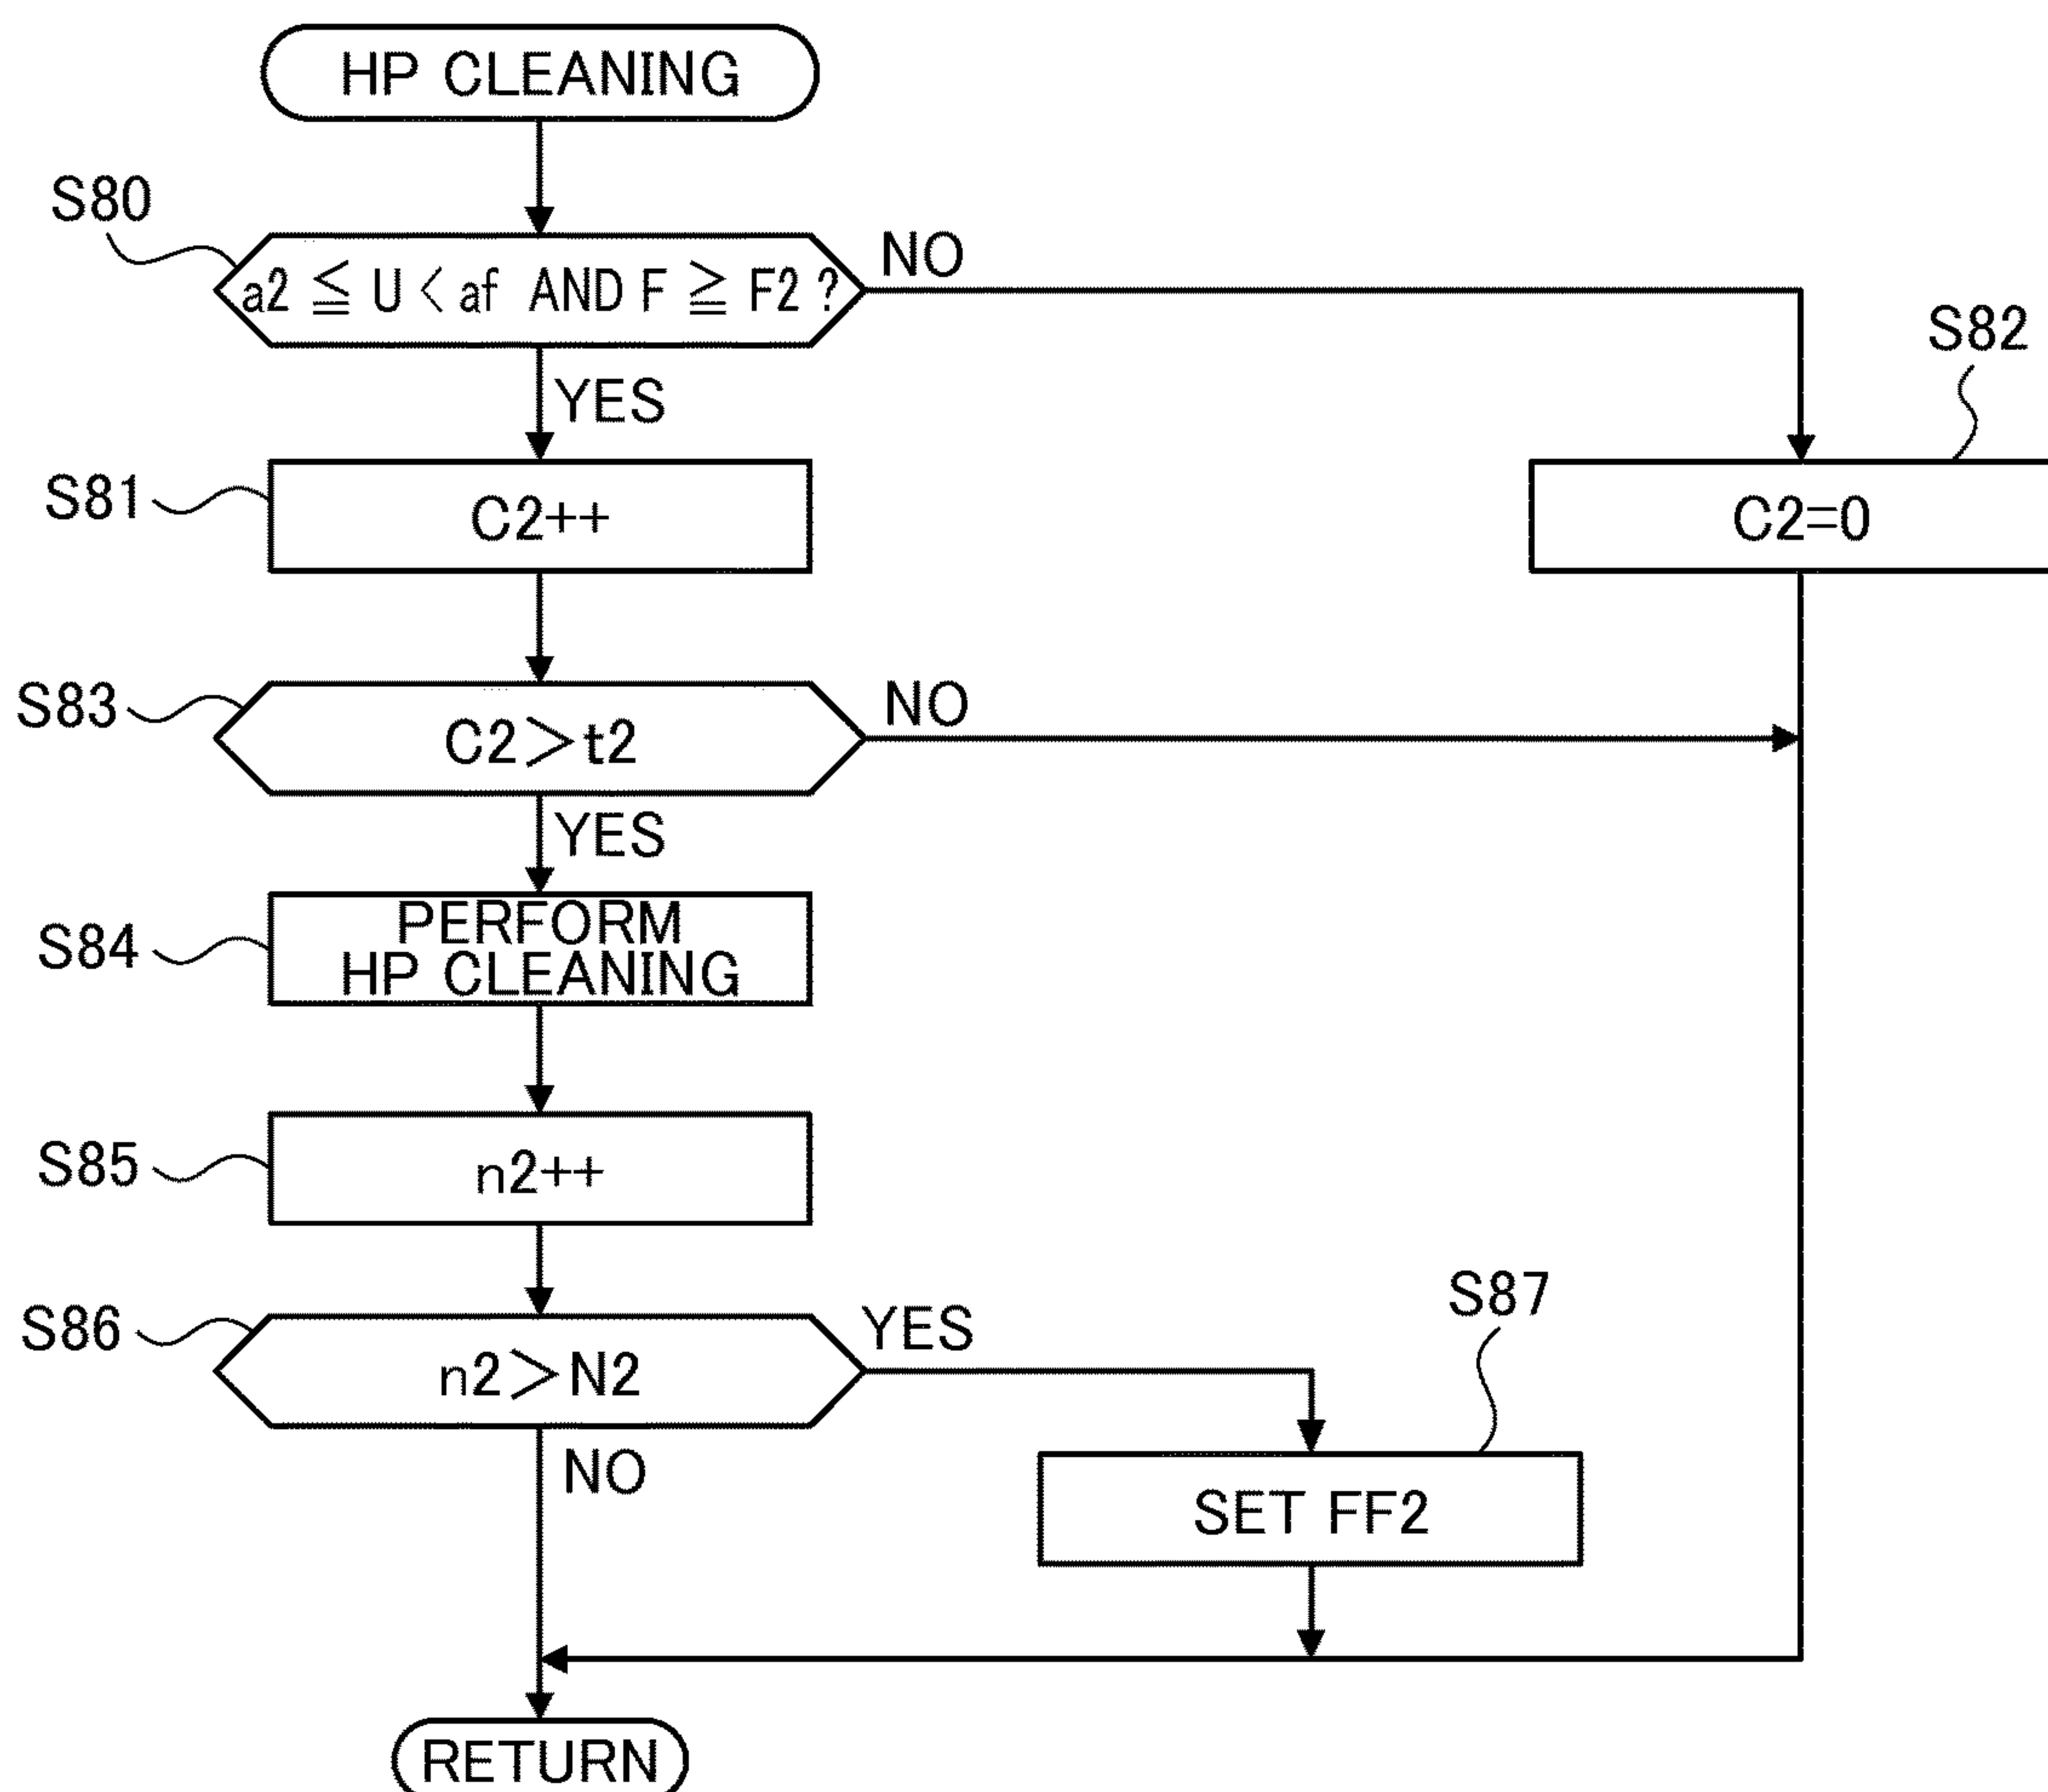 HP CLEANING
S80
a2 ≦ U < af AND F ≧ F2 ?
NO
YES
S82
S81
C2++
C2=0
S83
C2>t2
NO
YES
S84
PERFORM
HP CLEANING
S85
n2++
S86
n2>N2
YES
NO
S87
SET FF2
RETURN